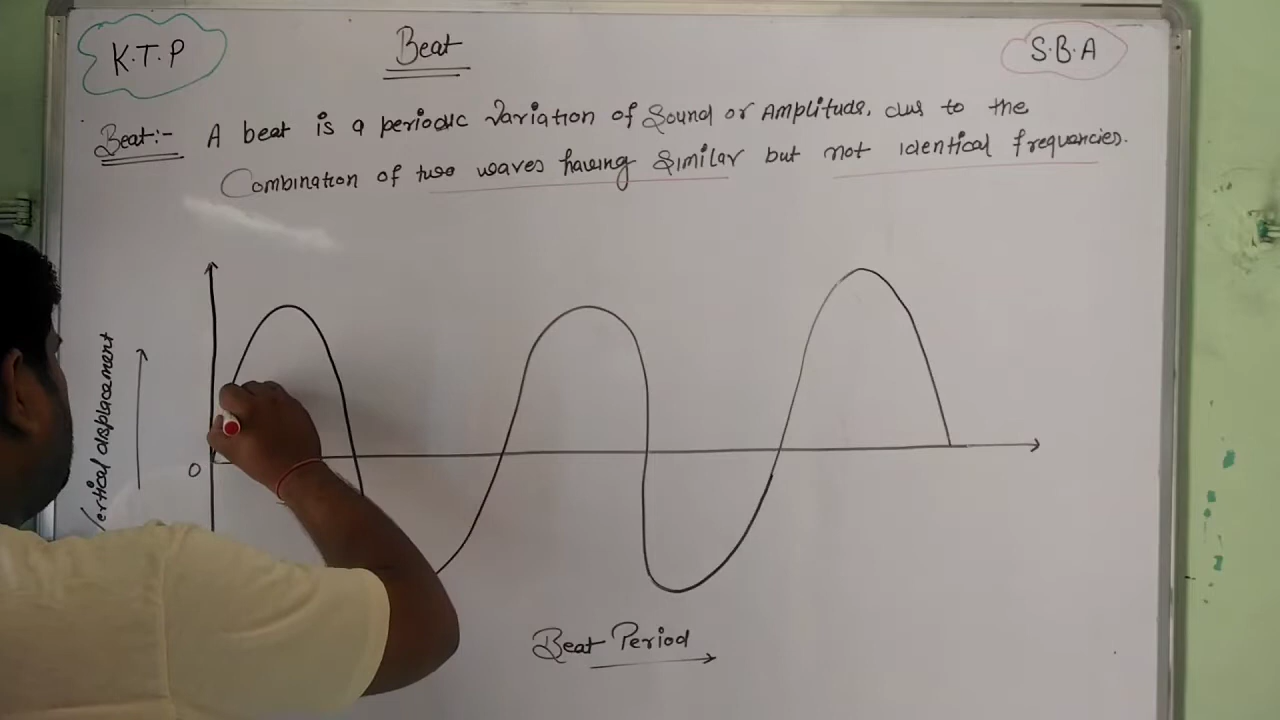 K.T.P
Beat
S.B.A
Beat:- A beat is a periodic Variation of Sound or Amplitude, due to the
Combination of two waves having Similar but not identical frequencies.
Vertical displacement
O
Beat Period